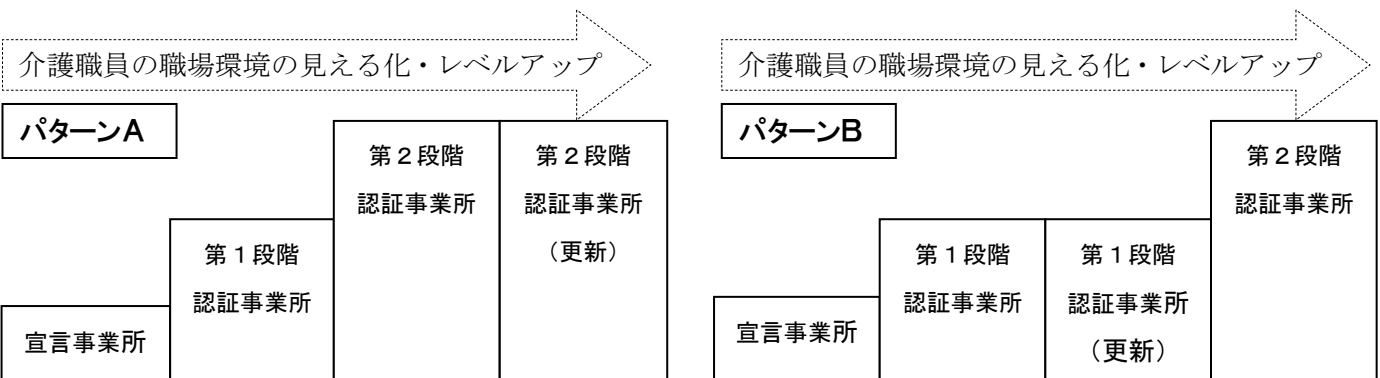 介護職員の職場環境の見える化・レベルアップ
パターンA
宣言事業所
第1段階
認証事業所
第2段階
認証事業所
第2段階
認証事業所
（更新）
介護職員の職場環境の見える化・レベルアップ
パターンB
宣言事業所
第1段階
認証事業所
第1段階
認証事業所
（更新）
第2段階
認証事業所